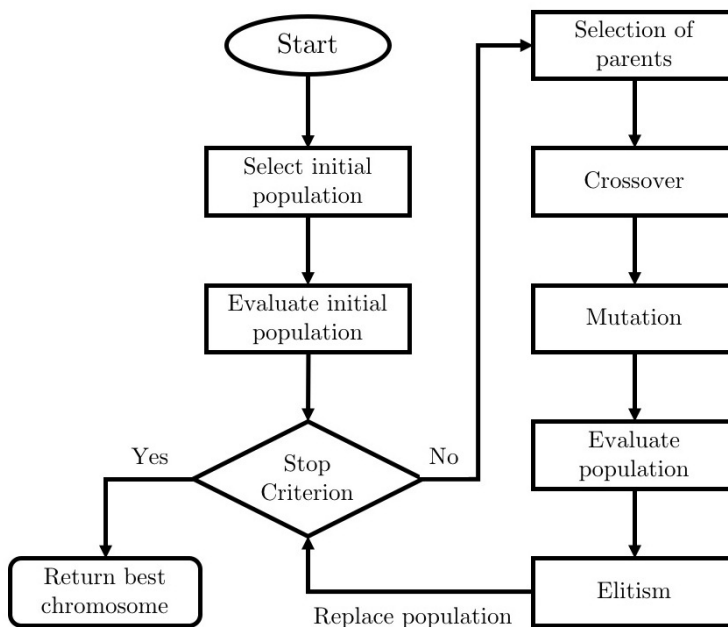 Start
Select initial
population
Evaluate initial
population
Stop
Criterion
Yes
No
Return best
chromosome
Selection of
parents
Crossover
Mutation
Evaluate
population
Elitism
Replace population